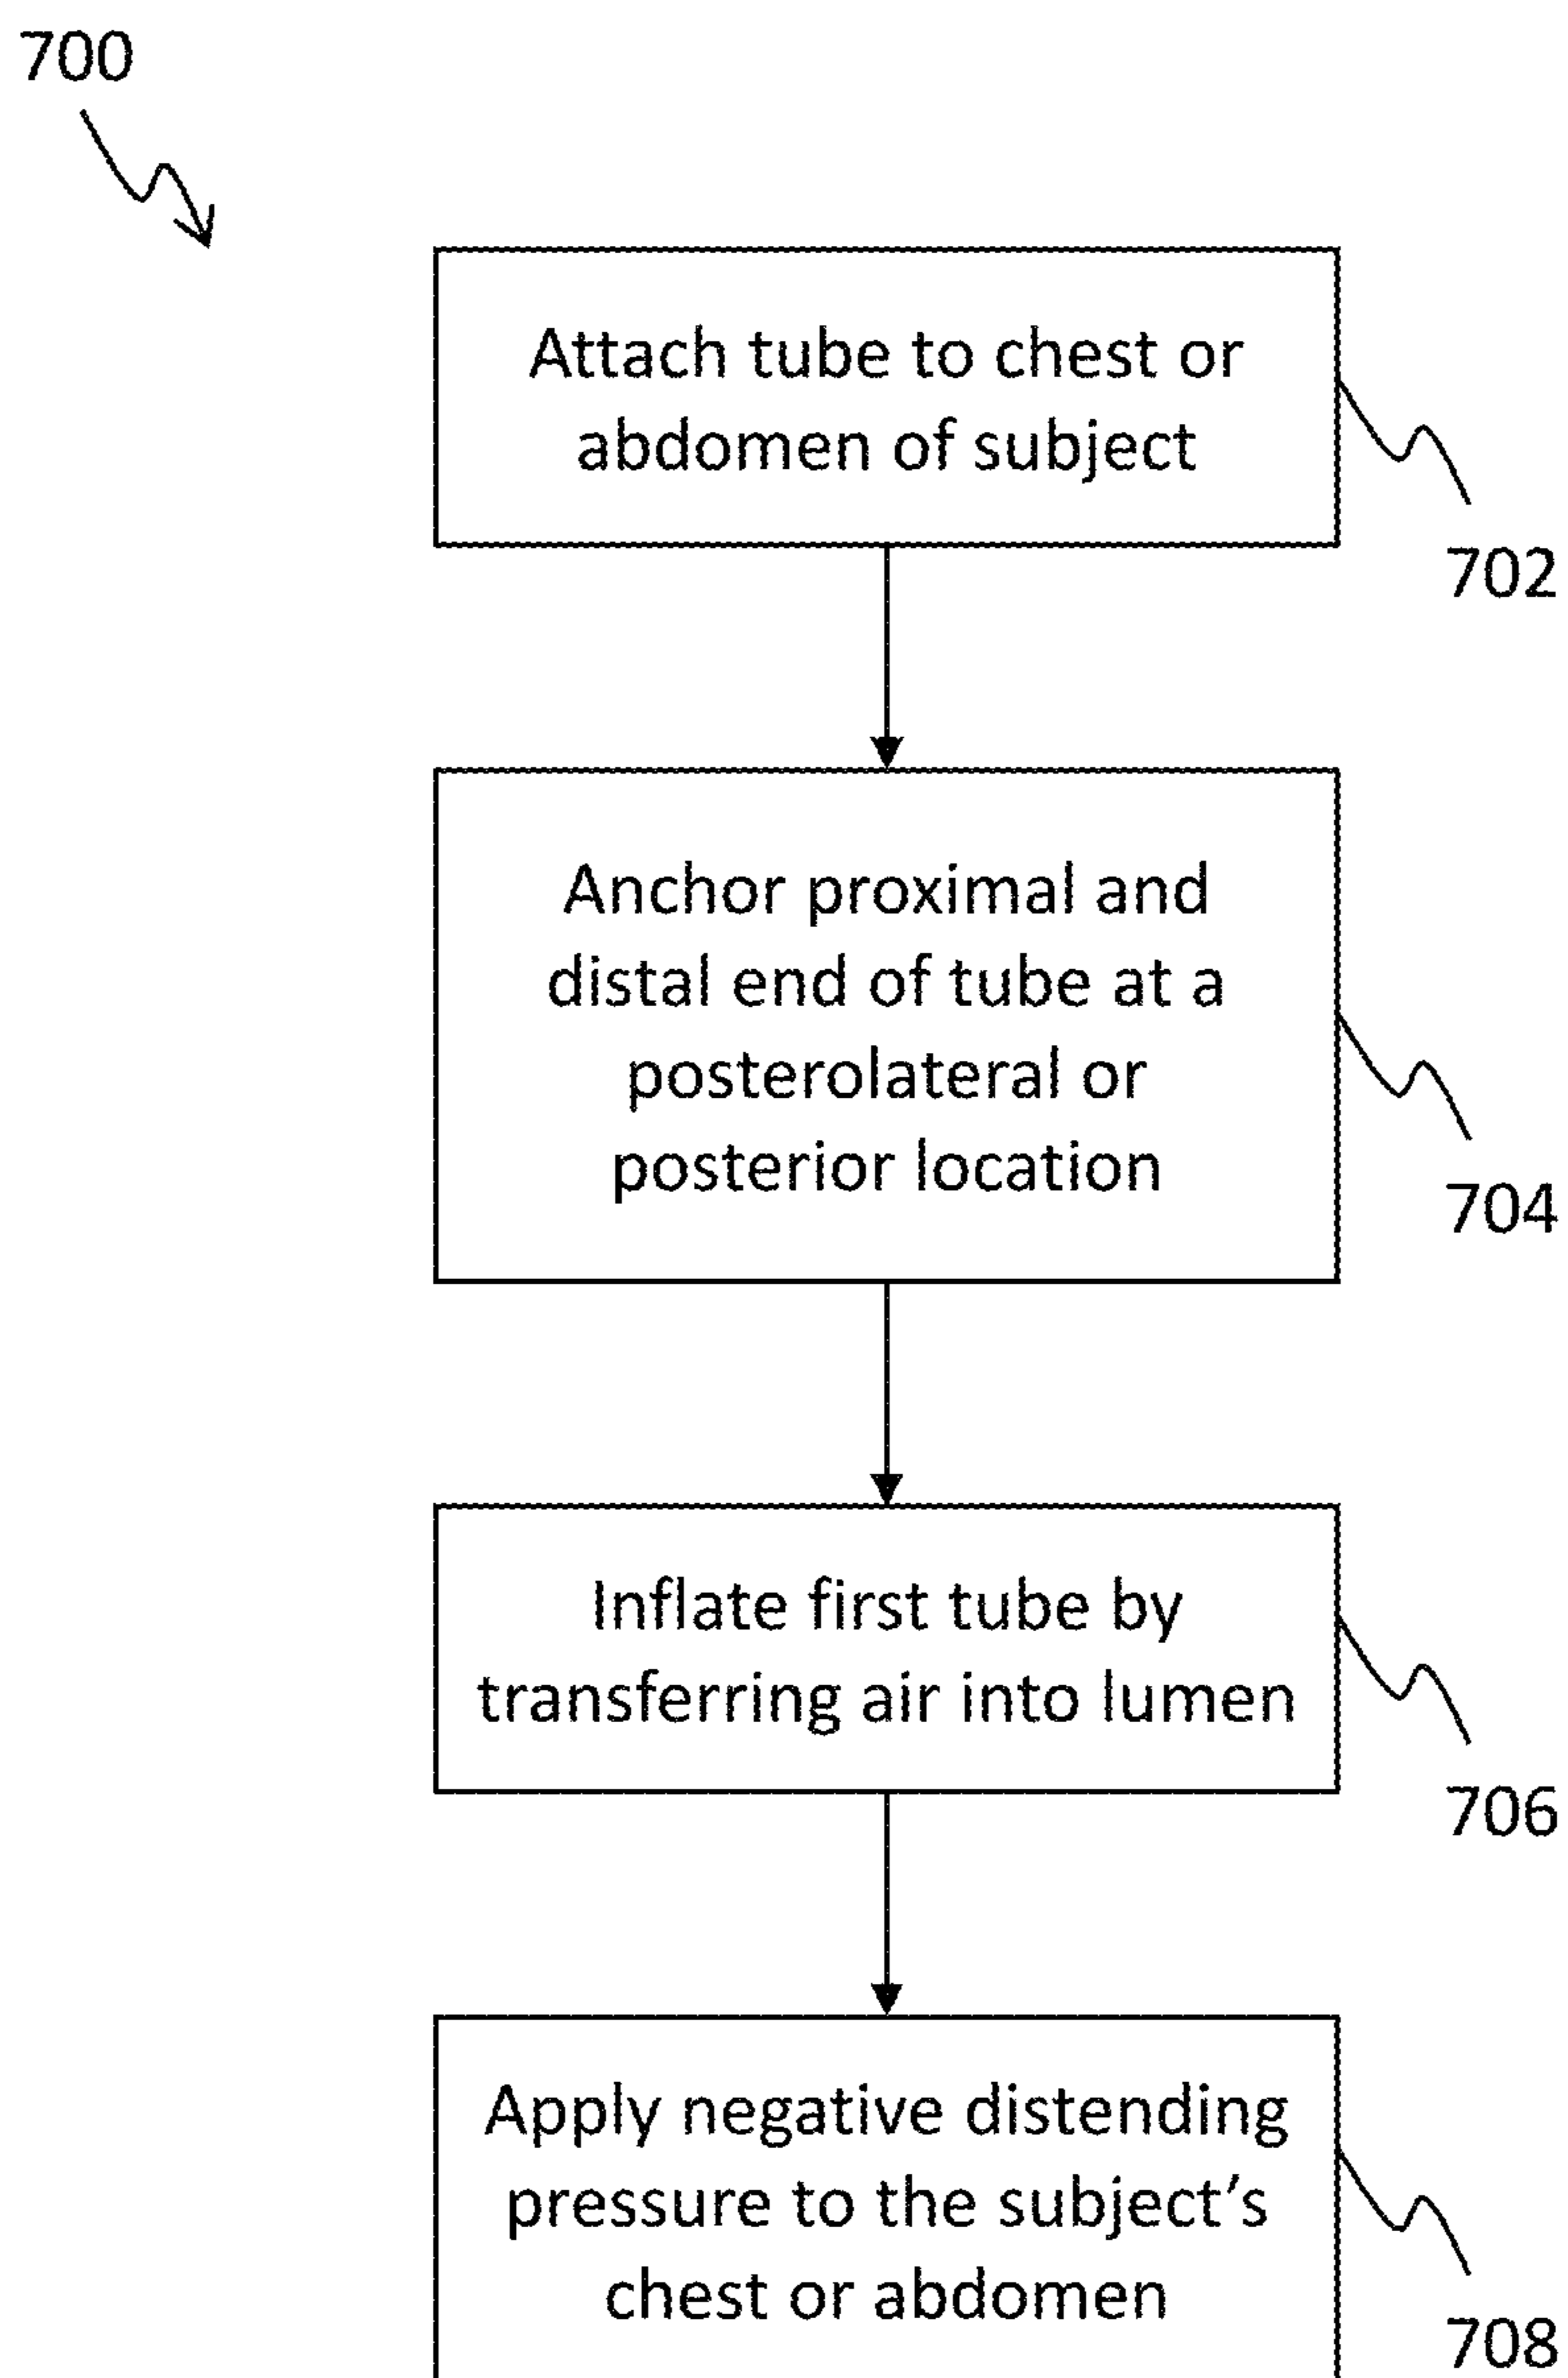 700
Attach tube to chest or
abdomen of subject
702
Anchor proximal and
distal end of tube at a
posterolateral or
posterior location
704
Inflate first tube by
transferring air into lumen
706
Apply negative distending
pressure to the subject’s
chest or abdomen
708